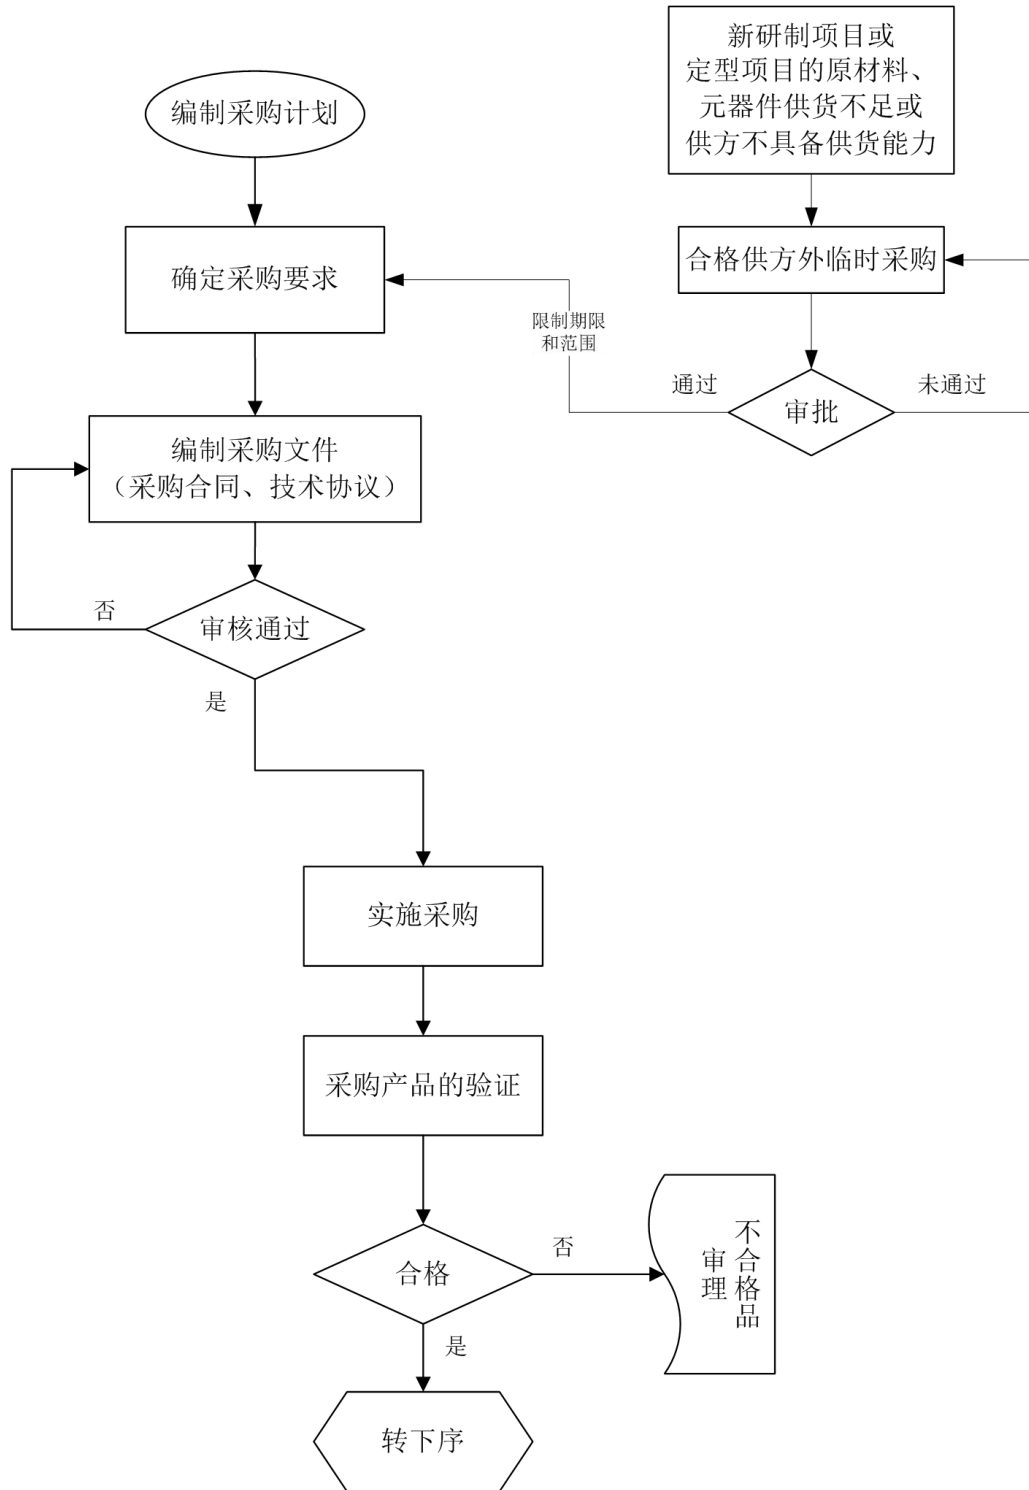 新研制项目或
定型项目的原材料、
元器件供货不足或
供方不具备供货能力
编制采购计划
确定采购要求
合格供方外临时采购
限制期限
和范围
通过
未通过
审批
编制采购文件
（采购合同、技术协议）
否
审核通过
是
实施采购
采购产品的验证
合格
否
不合格品
审理
是
转下序